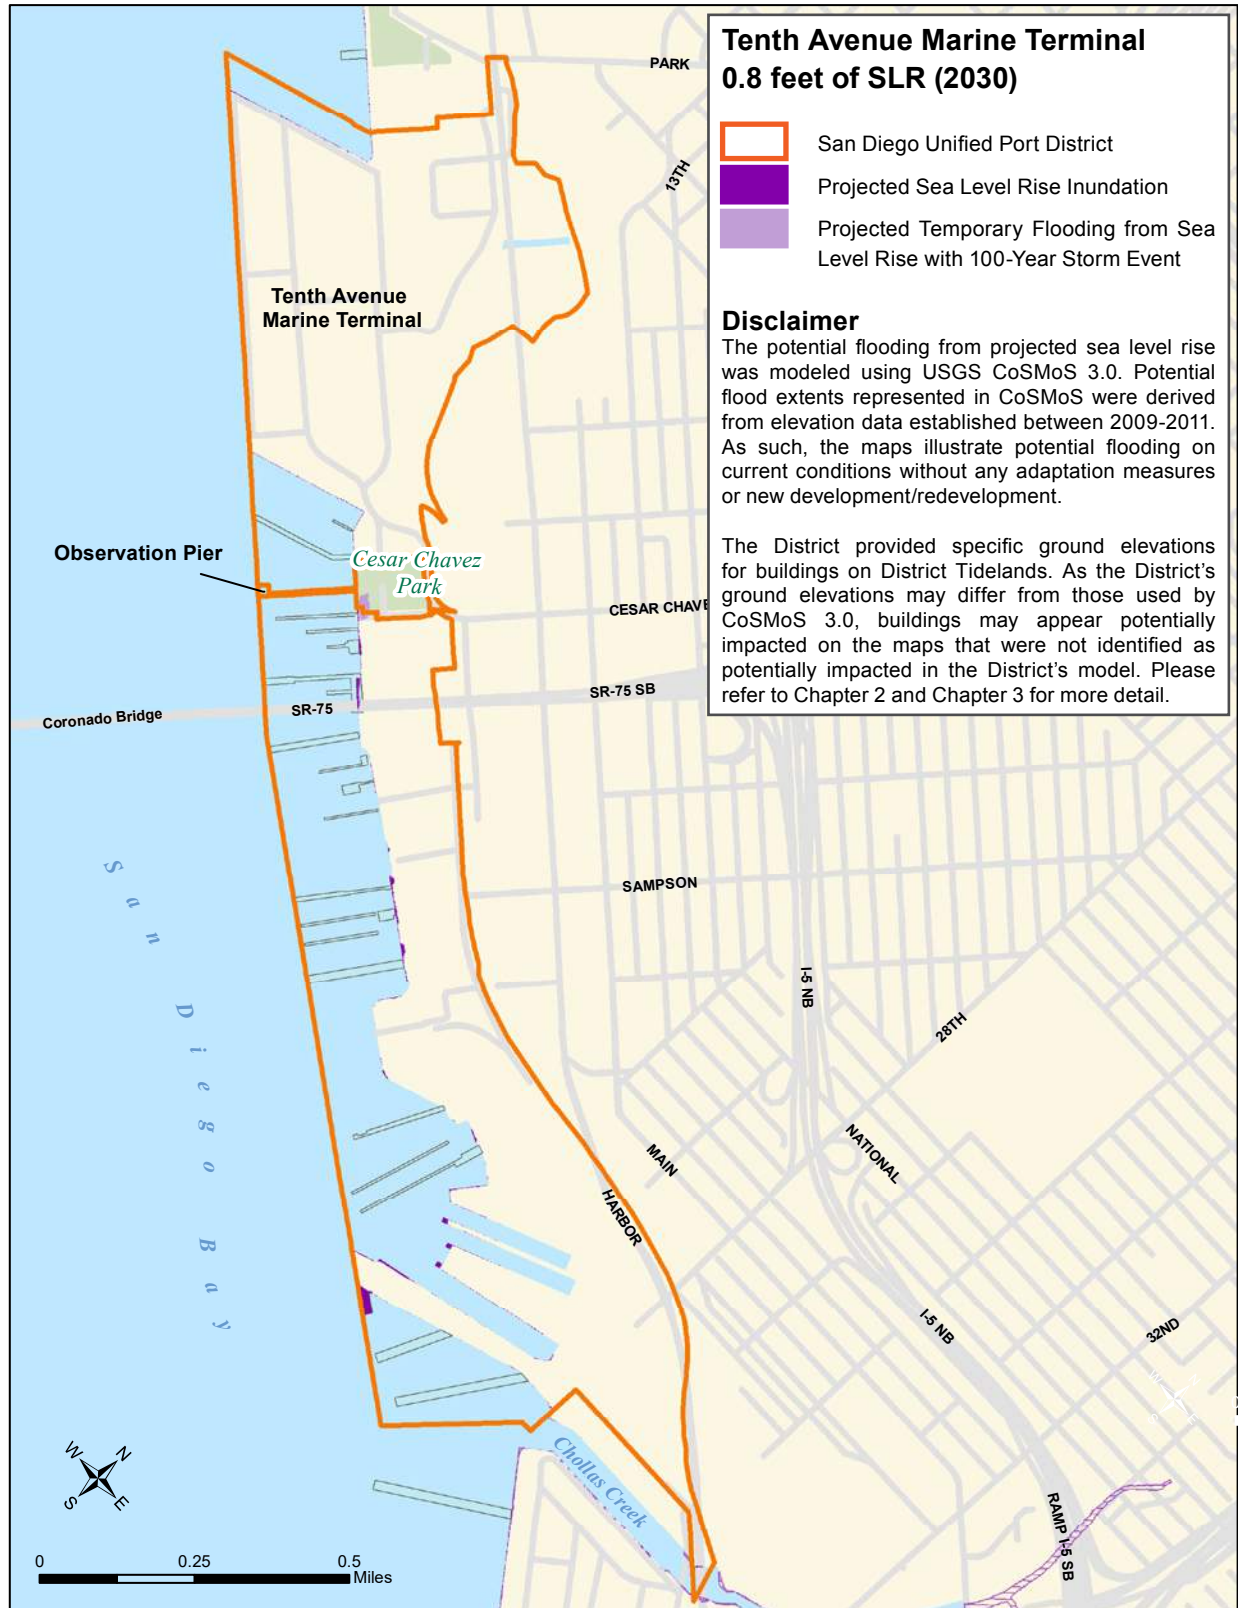 Tenth Avenue Marine Terminal
0.8 feet of SLR (2030)
San Diego Unified Port District
Projected Sea Level Rise Inundation
Projected Temporary Flooding from Sea
Level Rise with 100-Year Storm Event
Disclaimer
The potential flooding from projected sea level rise
was modeled using USGS CoSMoS 3.0. Potential
flood extents represented in CoSMoS were derived
from elevation data established between 2009-2011.
As such, the maps illustrate potential flooding on
current conditions without any adaptation measures
or new development/redevelopment.
The District provided specific ground elevations
for buildings on District Tidelands. As the District's
ground elevations may differ from those used by
CoSMoS 3.0, buildings may appear potentially
impacted on the maps that were not identified as
potentially impacted in the District's model. Please
refer to Chapter 2 and Chapter 3 for more detail.
PARK
13TH
Tenth Avenue
Marine Terminal
Observation Pier
Cesar Chavez
Park
CESAR CHAVE
SR-75 SB
SR-75
Coronado Bridge
SAMPSON
San Diego Bay
I-5 NB
28TH
MAIN
NATIONAL
HARBOR
I-5 NB
32ND
Chollas Creek
RAMP I-5 SB
W N
S E
W
S E
0 0.25 0.5
Miles